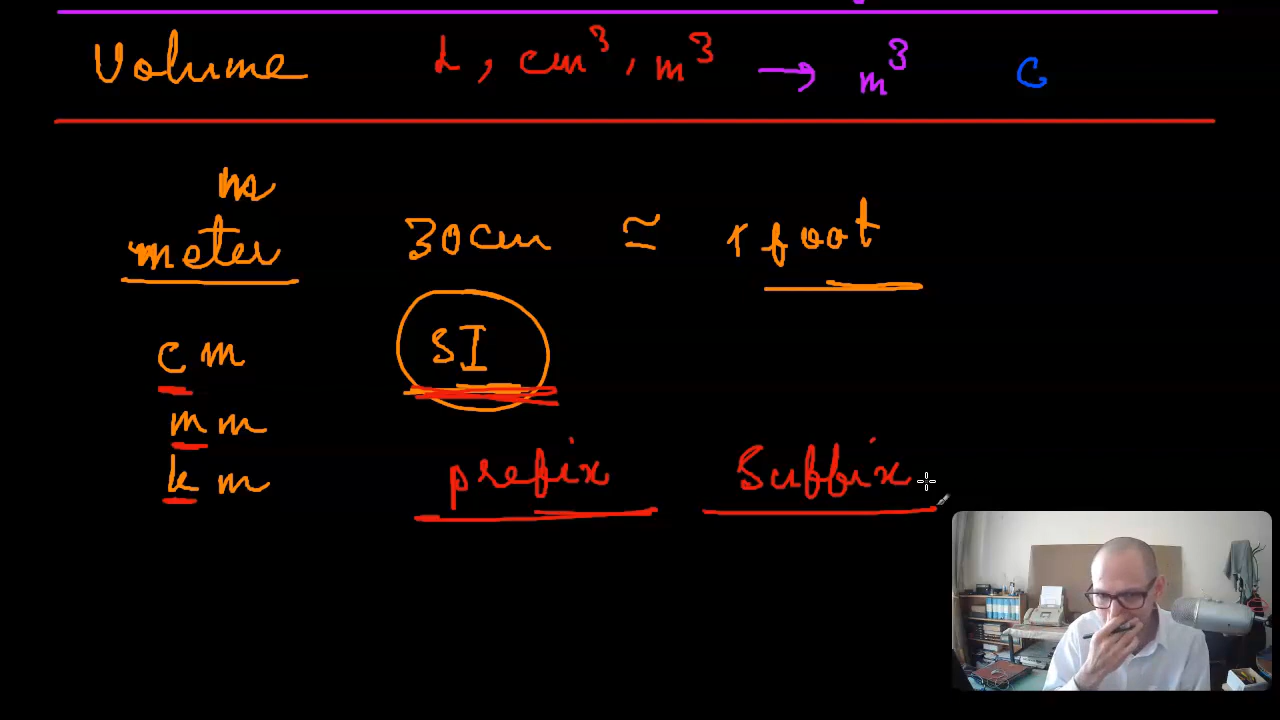 Volume L, cm³, m³ → m³ C
m
meter 30cm ≃ 1 foot
cm SI
mm
km prefix Suffix